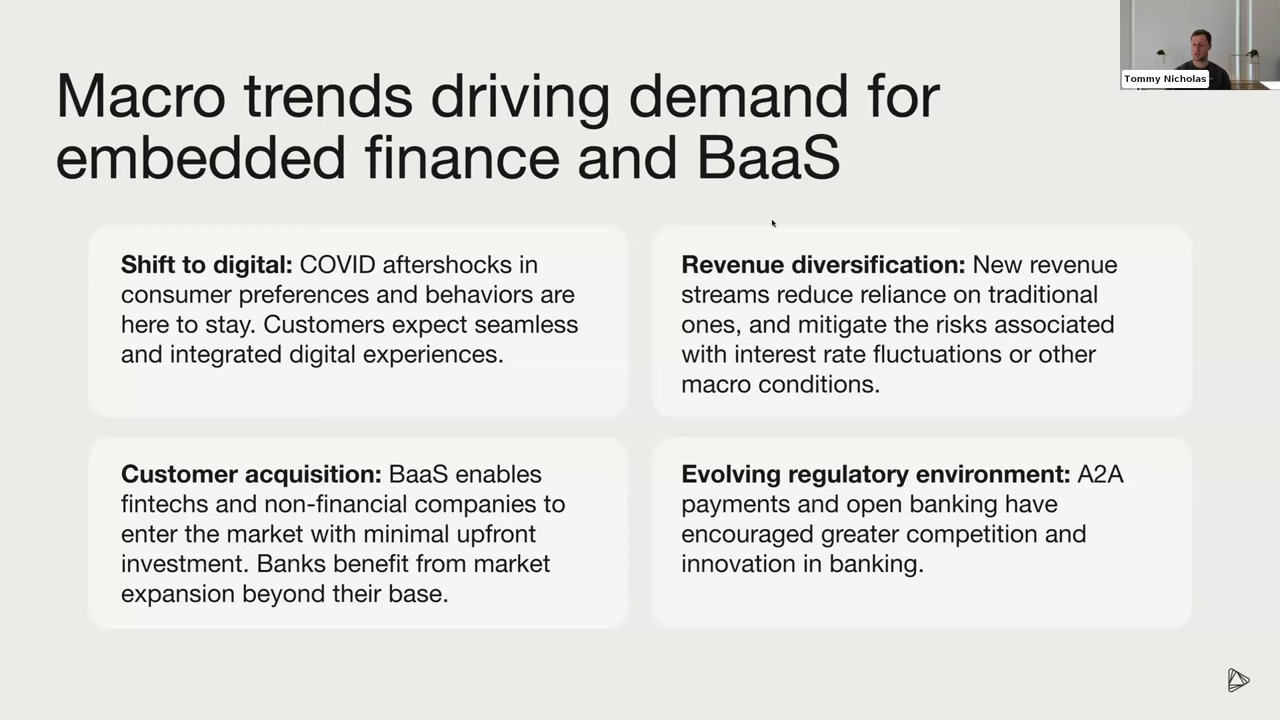 Tommy Nicholas
Macro trends driving demand for
embedded finance and BaaS
Shift to digital: COVID aftershocks in
consumer preferences and behaviors are
here to stay. Customers expect seamless
and integrated digital experiences.
Revenue diversification: New revenue
streams reduce reliance on traditional
ones, and mitigate the risks associated
with interest rate fluctuations or other
macro conditions.
Customer acquisition: BaaS enables
fintechs and non-financial companies to
enter the market with minimal upfront
investment. Banks benefit from market
expansion beyond their base.
Evolving regulatory environment: A2A
payments and open banking have
encouraged greater competition and
innovation in banking.